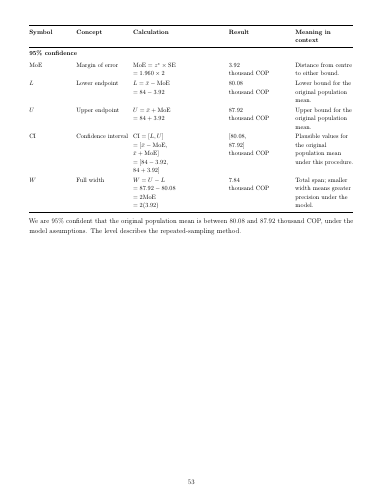 Symbol Concept Calculation Result Meaning in
context
95% confidence
MoE Margin of error MoE = z* × SE 3.92 Distance from centre
= 1.960 × 2 thousand COP to either bound.
L Lower endpoint L = x̄ − MoE 80.08 Lower bound for the
= 84 − 3.92 thousand COP original population
mean.
U Upper endpoint U = x̄ + MoE 87.92 Upper bound for the
= 84 + 3.92 thousand COP original population
mean.
CI Confidence interval CI = [L, U] [80.08, Plausible values for
= [x̄ − MoE, 87.92] the original
x̄ + MoE] thousand COP population mean
= [84 − 3.92, under this procedure.
84 + 3.92]
W Full width W = U − L 7.84 Total span; smaller
= 87.92 − 80.08 thousand COP width means greater
= 2MoE precision under the
= 2(3.92) model.
We are 95% confident that the original population mean is between 80.08 and 87.92 thousand COP, under the
model assumptions. The level describes the repeated-sampling method.
53